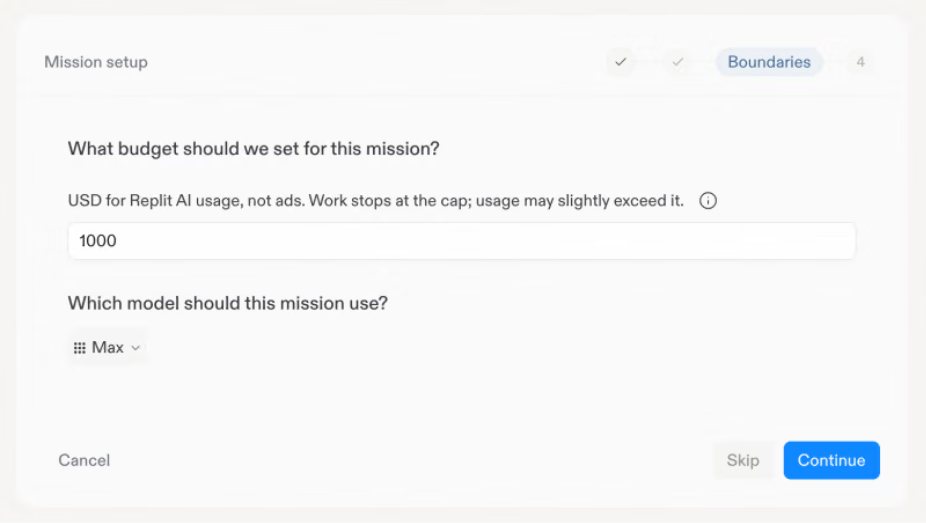 Mission setup
Boundaries
4
What budget should we set for this mission?
USD for Replit AI usage, not ads. Work stops at the cap; usage may slightly exceed it.
1000
Which model should this mission use?
Max
Cancel
Skip
Continue